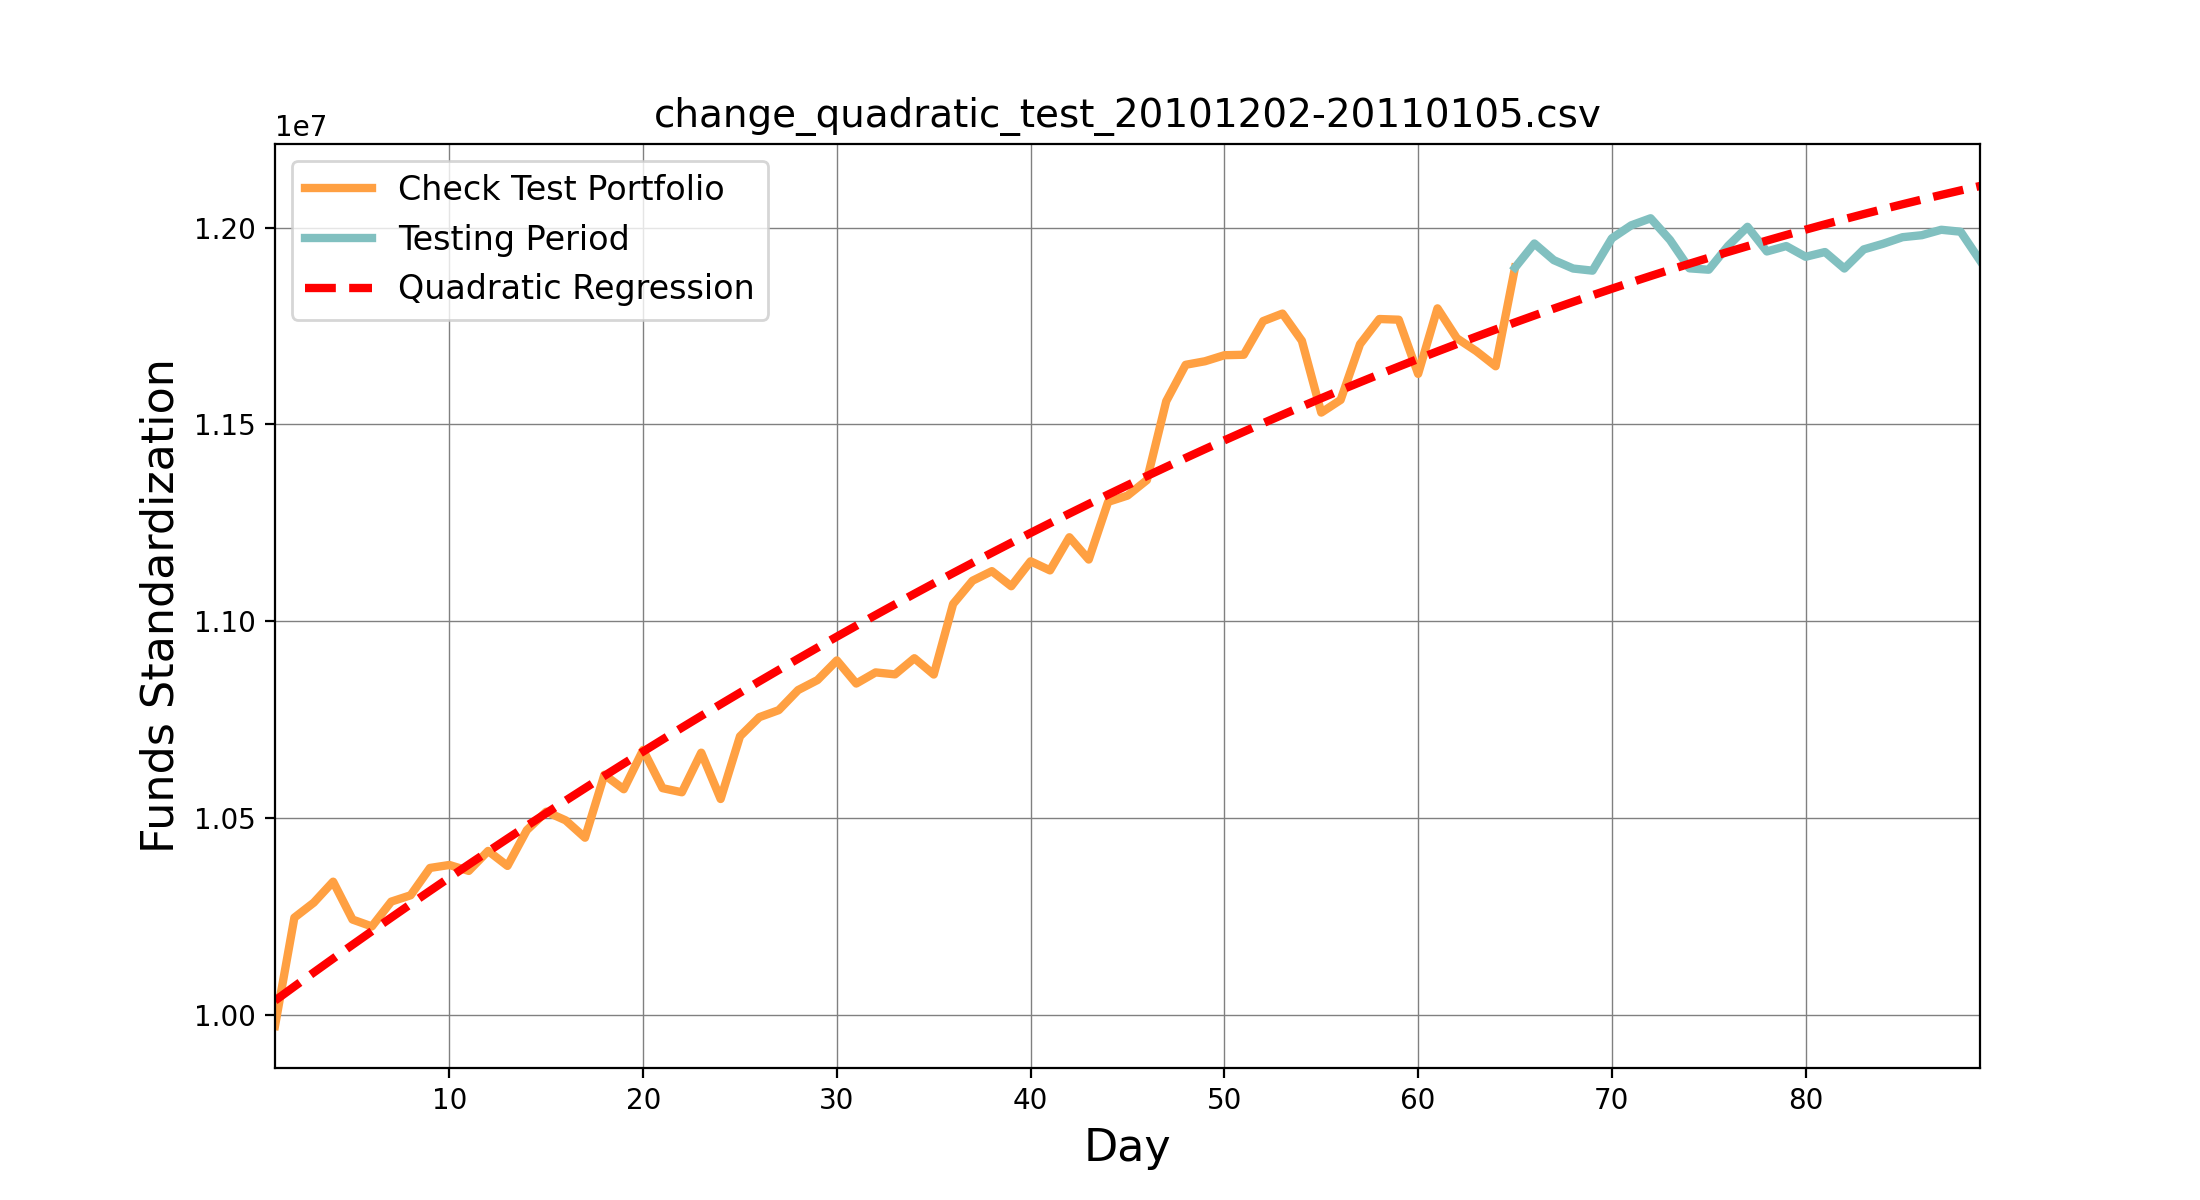 change_quadratic_test_20101202-20110105.csv
1e7
Check Test Portfolio
Testing Period
Quadratic Regression
1.20
1.15
1.10
1.05
1.00
Funds Standardization
10 20 30 40 50 60 70 80
Day